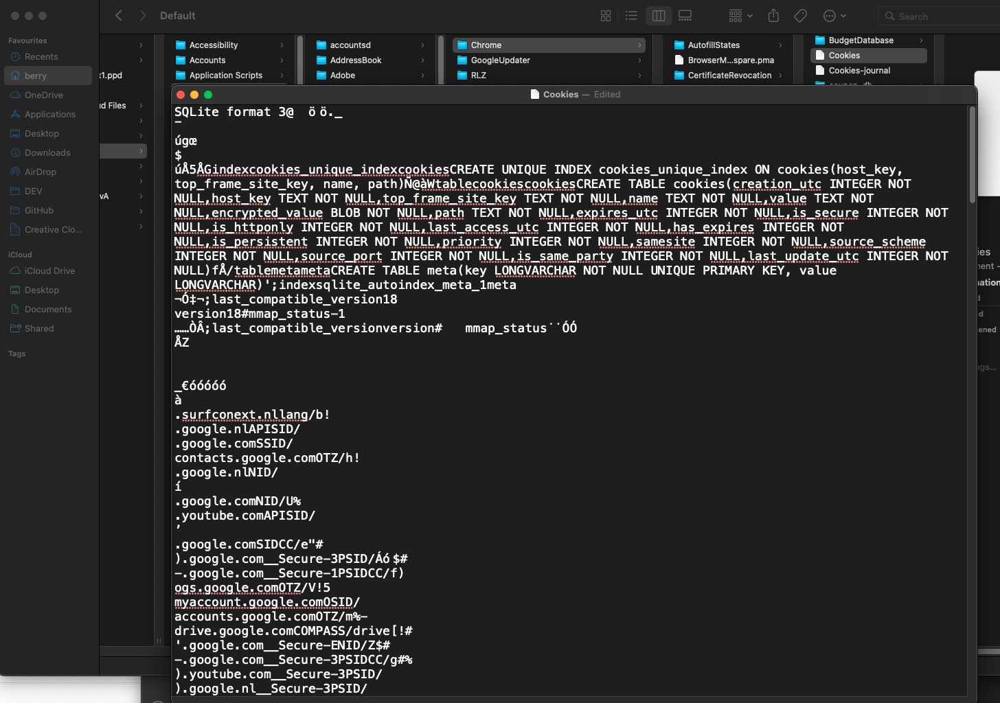 Default
Search
Favourites
Recents
berry
OneDrive
Applications
Desktop
Downloads
AirDrop
DEV
GitHub
Creative Clo...
iCloud
iCloud Drive
Desktop
Documents
Shared
Tags
x1.ppd
ud Files
vA
Accessibility
Accounts
Application Scripts
accountsd
AddressBook
Adobe
Chrome
GoogleUpdater
RLZ
AutofillStates
BrowserM...spare.pma
CertificateRevocation
BudgetDatabase
Cookies
Cookies-journal
Cookies — Edited
SQLite format 3@  ö ö._
¯
úgœ
$
úÅ5ÅGindexcookies_unique_indexcookiesCREATE UNIQUE INDEX cookies_unique_index ON cookies(host_key,
top_frame_site_key, name, path)Ñ@àWtablecookiescookiesCREATE TABLE cookies(creation_utc INTEGER NOT
NULL,host_key TEXT NOT NULL,top_frame_site_key TEXT NOT NULL,name TEXT NOT NULL,value TEXT NOT
NULL,encrypted_value BLOB NOT NULL,path TEXT NOT NULL,expires_utc INTEGER NOT NULL,is_secure INTEGER NOT
NULL,is_httponly INTEGER NOT NULL,last_access_utc INTEGER NOT NULL,has_expires INTEGER NOT
NULL,is_persistent INTEGER NOT NULL,priority INTEGER NOT NULL,samesite INTEGER NOT NULL,source_scheme
INTEGER NOT NULL,source_port INTEGER NOT NULL,is_same_party INTEGER NOT NULL,last_update_utc INTEGER NOT
NULL)fÅ/tablemetametaCREATE TABLE meta(key LONGVARCHAR NOT NULL UNIQUE PRIMARY KEY, value
LONGVARCHAR)';indexsqlite_autoindex_meta_1meta
¬Ó‡¬;last_compatible_version18
version18#mmap_status-1
……ÒÂ;last_compatible_versionversion#   mmap_status˙˙ÓÓ
ÅZ
_€óóóóó
à
.surfconext.nllang/b!
.google.nlAPISID/
.google.comSSID/
contacts.google.comOTZ/h!
.google.nlNID/
í
.google.comNID/U%
.youtube.comAPISID/
’
.google.comSIDCC/e"#
).google.com__Secure-3PSID/Áó $#
-.google.com__Secure-1PSIDCC/f)
ogs.google.comOTZ/V!5
myaccount.google.comOSID/
accounts.google.comOTZ/m%-
drive.google.comCOMPASS/drive[!#
'.google.com__Secure-ENID/Z$#
-.google.com__Secure-3PSIDCC/g#%
).youtube.com__Secure-3PSID/
).google.nl__Secure-3PSID/